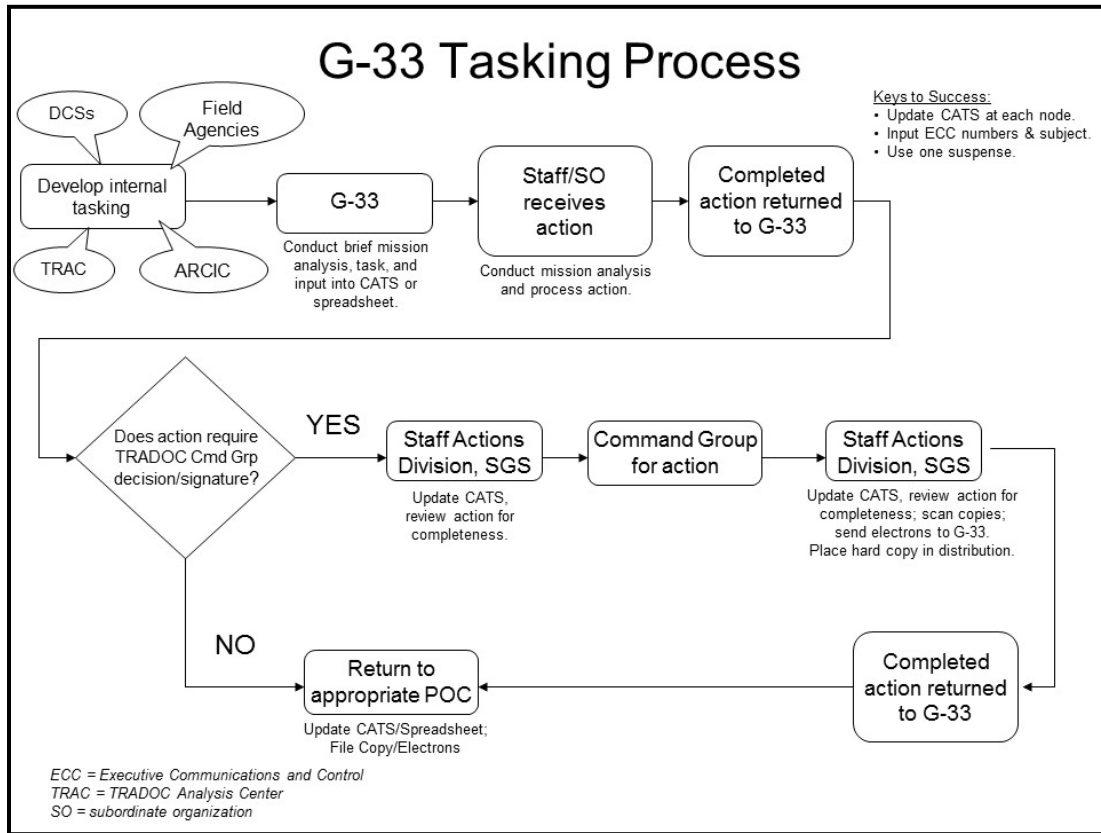 G-33 Tasking Process
DCSs
Field
Agencies
Develop internal
tasking
TRAC
ARCIC
G-33
Conduct brief mission
analysis, task, and
input into CATS or
spreadsheet.
Staff/SO
receives
action
Conduct mission analysis
and process action.
Completed
action returned
to G-33
Keys to Success:
• Update CATS at each node.
• Input ECC numbers & subject.
• Use one suspense.
Does action require
TRADOC Cmd Grp
decision/signature?
YES
Staff Actions
Division, SGS
Update CATS,
review action for
completeness.
Command Group
for action
Staff Actions
Division, SGS
Update CATS, review action for
completeness; scan copies;
send electrons to G-33.
Place hard copy in distribution.
NO
Return to
appropriate POC
Update CATS/Spreadsheet;
File Copy/Electrons
Completed
action returned
to G-33
ECC = Executive Communications and Control
TRAC = TRADOC Analysis Center
SO = subordinate organization